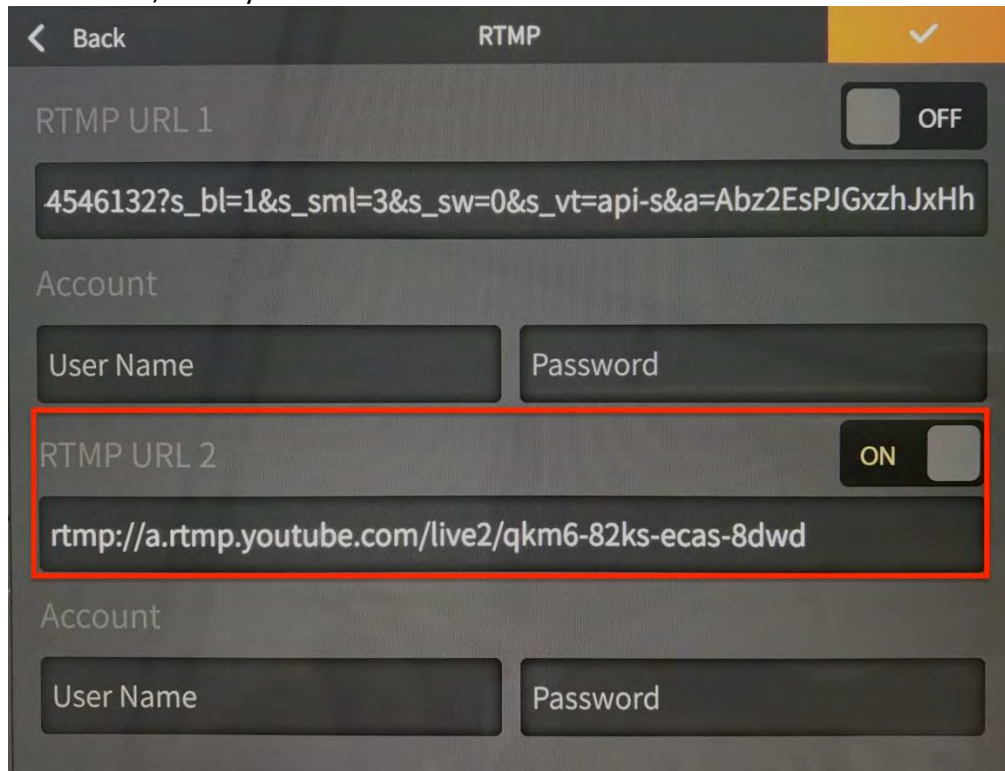 Back
RTMP
RTMP URL 1
OFF
4546132?s_bl=1&s_sml=3&s_sw=0&s_vt=api-s&a=Abz2EsPJGxzhJxHh
Account
User Name
Password
RTMP URL 2
ON
rtmp://a.rtmp.youtube.com/live2/qkm6-82ks-ecas-8dwd
Account
User Name
Password